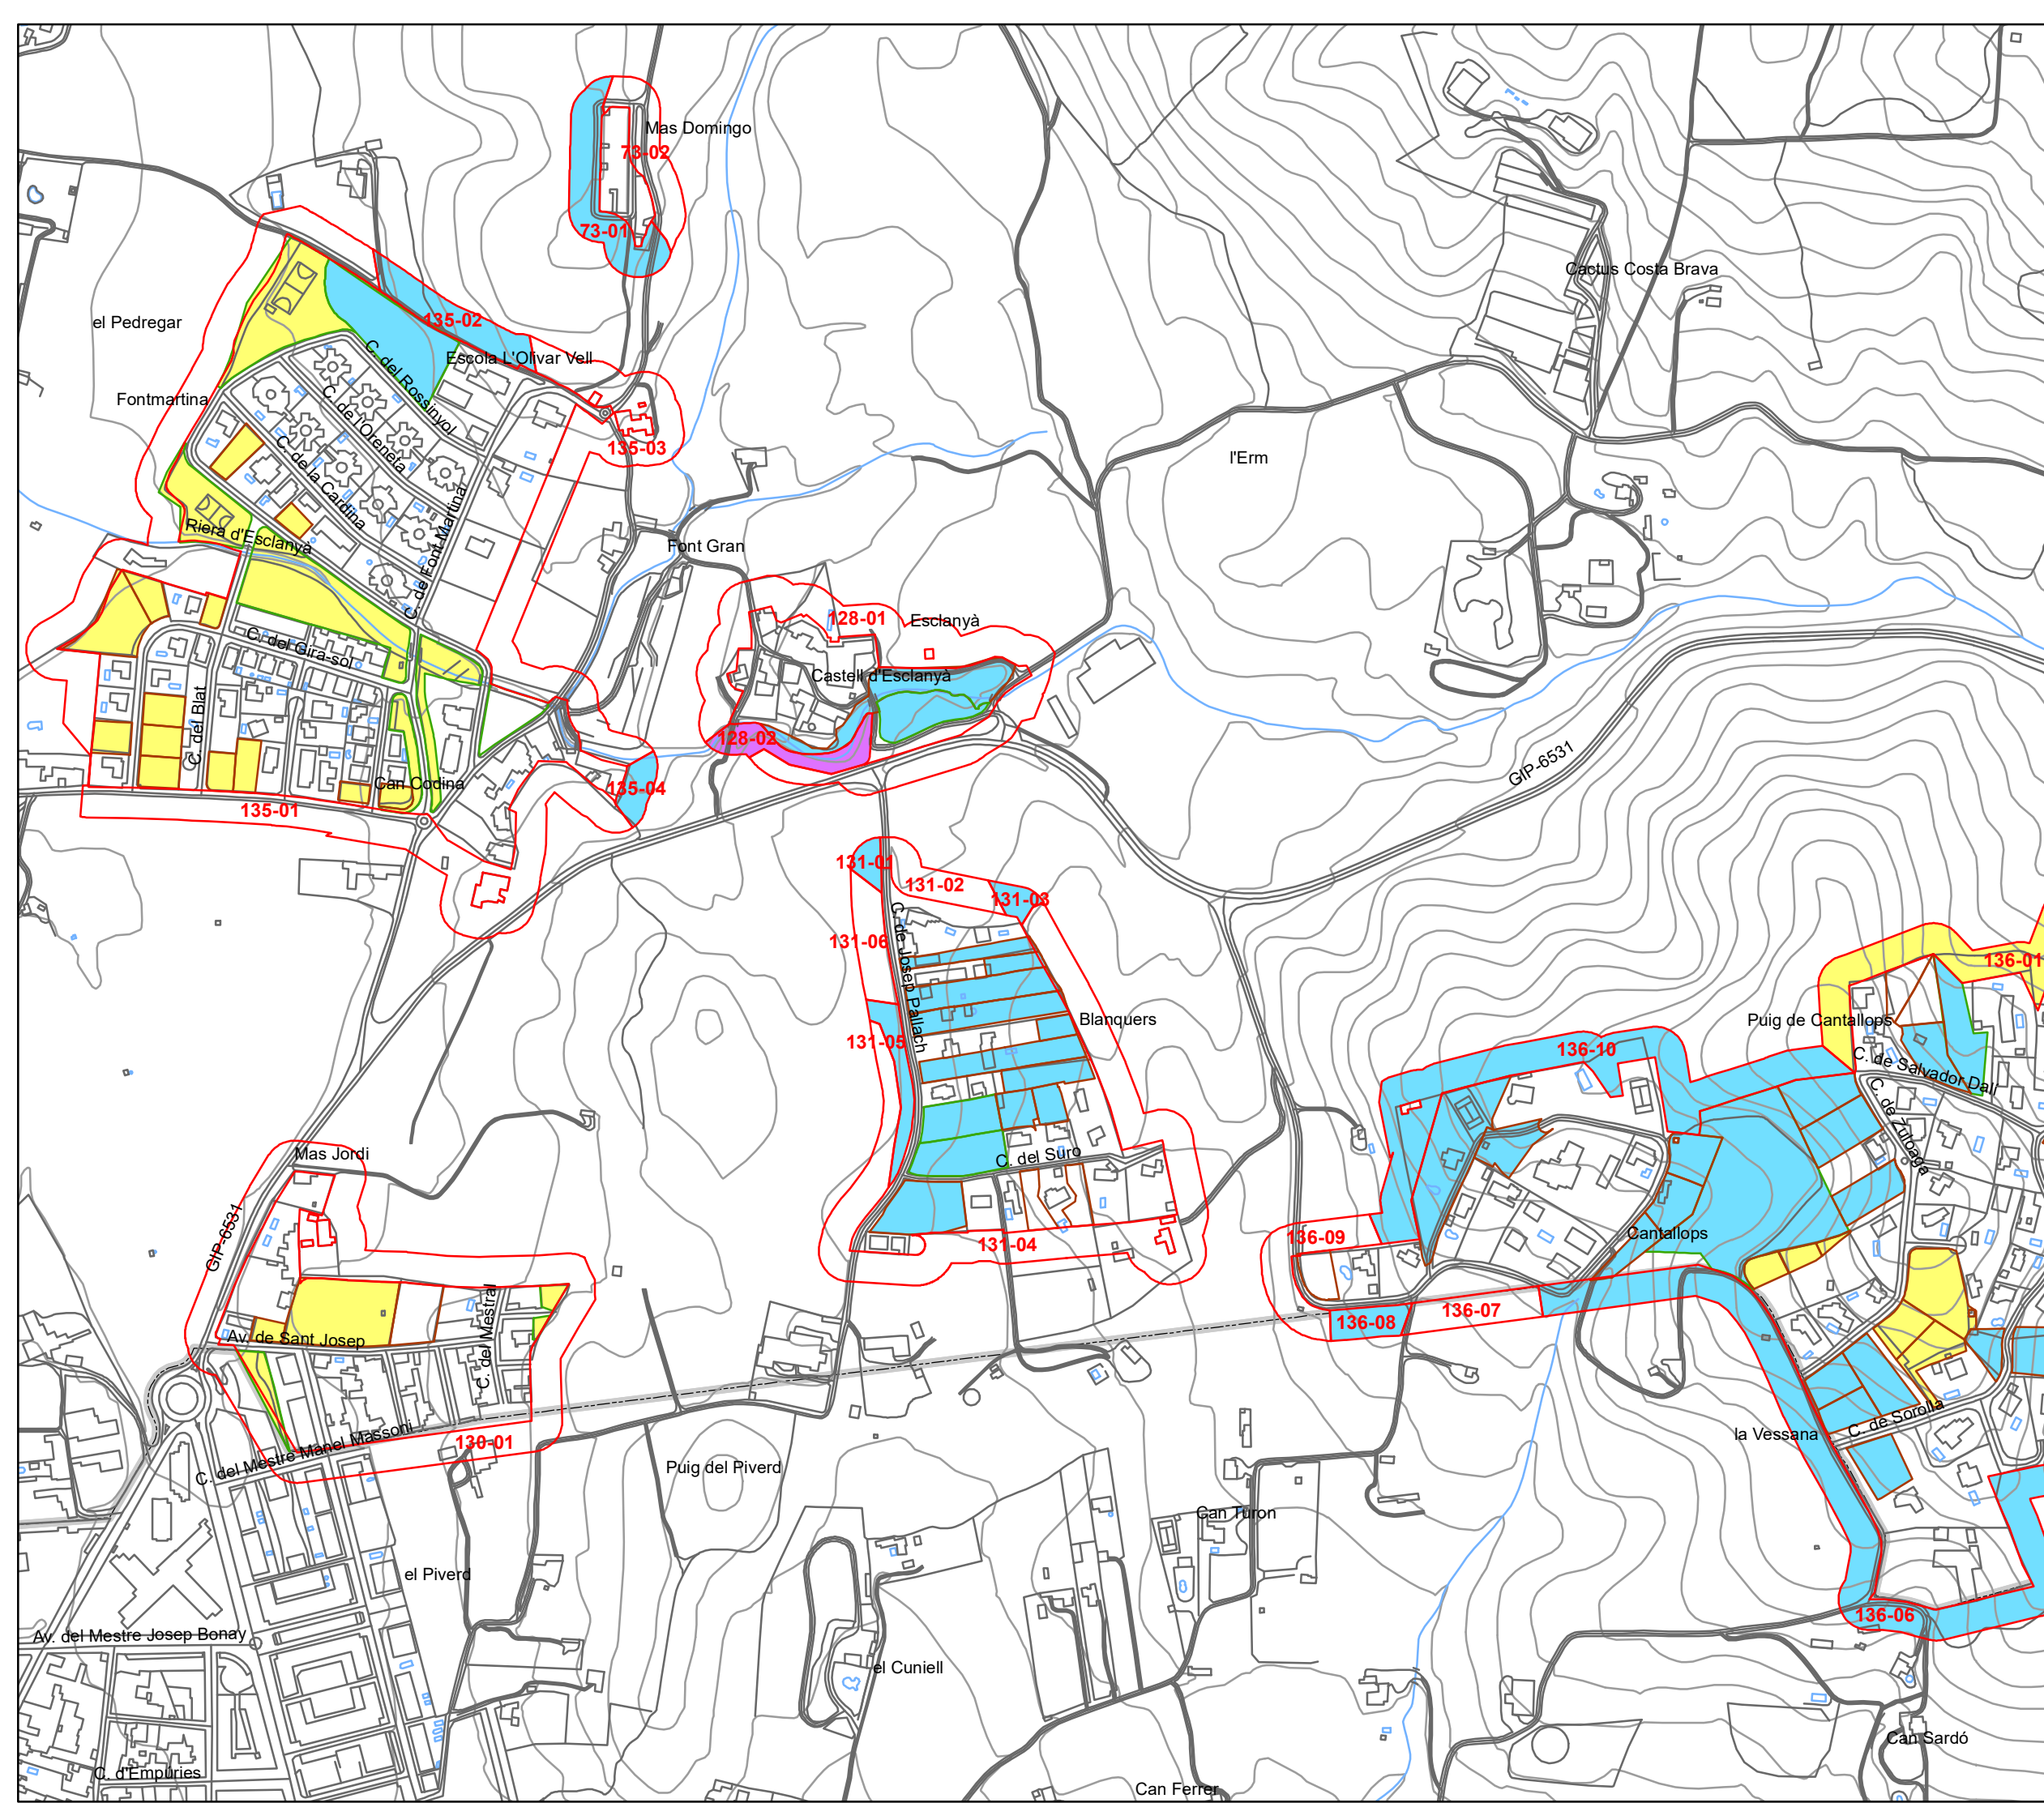 Mas Domingo
73-02
73-01
Cactus Costa Brava
el Pedregar
135-02
Escola L'Olivar Vell
C. del Rossinyol
Fontmartina
C. de l'Oreneta
C. de la Cardina
135-03
l'Erm
C. de Font Martina
Riera d'Esclanyà
Font Gran
128-01
Esclanyà
C. del Gira-sol
Castell d'Esclanyà
C. del Blat
128-02
GIP-6531
Can Codina
135-04
135-01
131-01
131-02
131-03
C. de Josep Pallach
131-06
136-01
Blanquers
Puig de Cantallops
131-05
136-10
C. de Salvador Dalí
C. de Zuloaga
Mas Jordi
C. del Suro
GIP-6531
131-04
136-09
Cantallops
136-07
136-08
Av. de Sant Josep
C. del Mestral
C. de Sorolla
la Vessana
C. del Mestre Manel Massoni
130-01
Puig del Piverd
Can Turon
el Piverd
136-06
Av. del Mestre Josep Bonay
el Cuniell
Can Sardó
C. d'Empúries
Can Ferrer